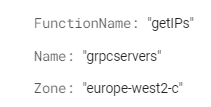 FunctionName: "getIPs"
Name: "grpcservers"
Zone: "europe-west2-c"